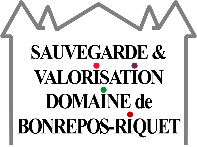 SAUVEGARDE &
VALORISATION
DOMAINE de
BONREPOS-RIQUET